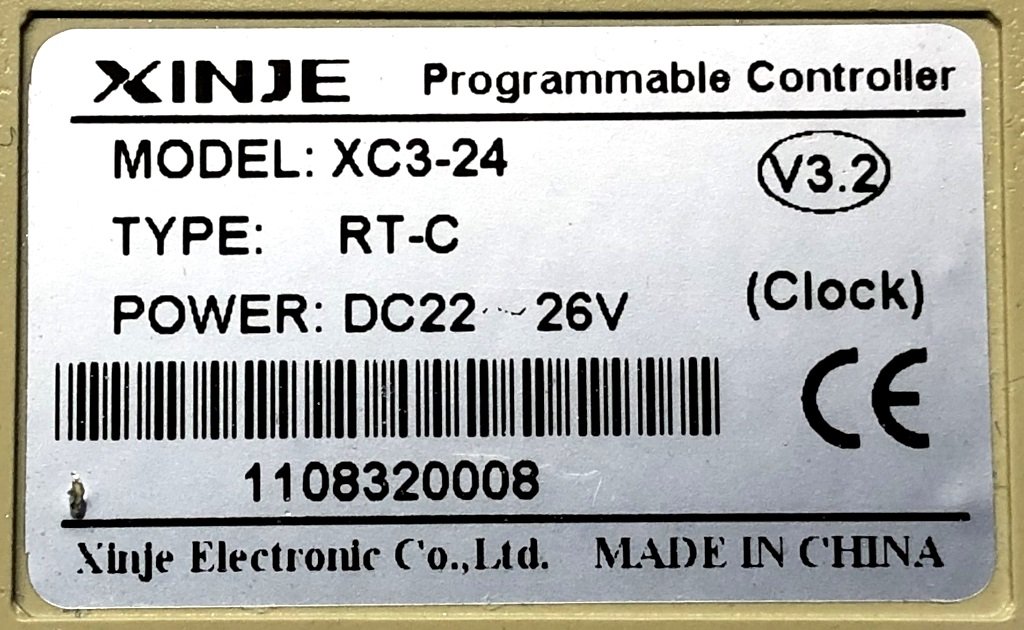 XINJE Programmable Controller
MODEL: XC3-24 V3.2
TYPE: RT-C
POWER: DC22 ~ 26V (Clock)
CE
1108320008
Xinje Electronic Co.,Ltd. MADE IN CHINA